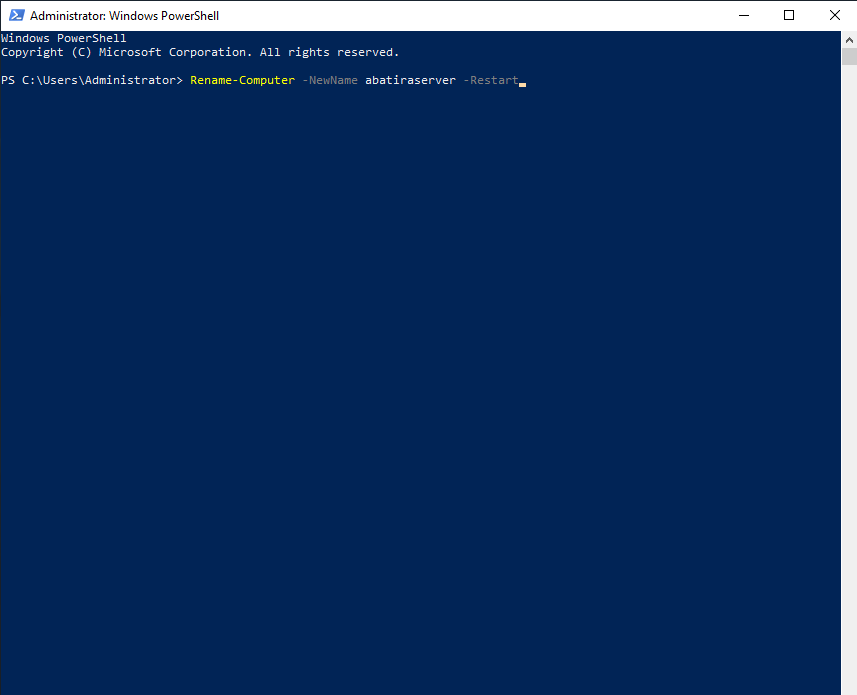 Administrator: Windows PowerShell
Windows PowerShell
Copyright (C) Microsoft Corporation. All rights reserved.
PS C:\Users\Administrator> Rename-Computer -NewName abatiraserver -Restart